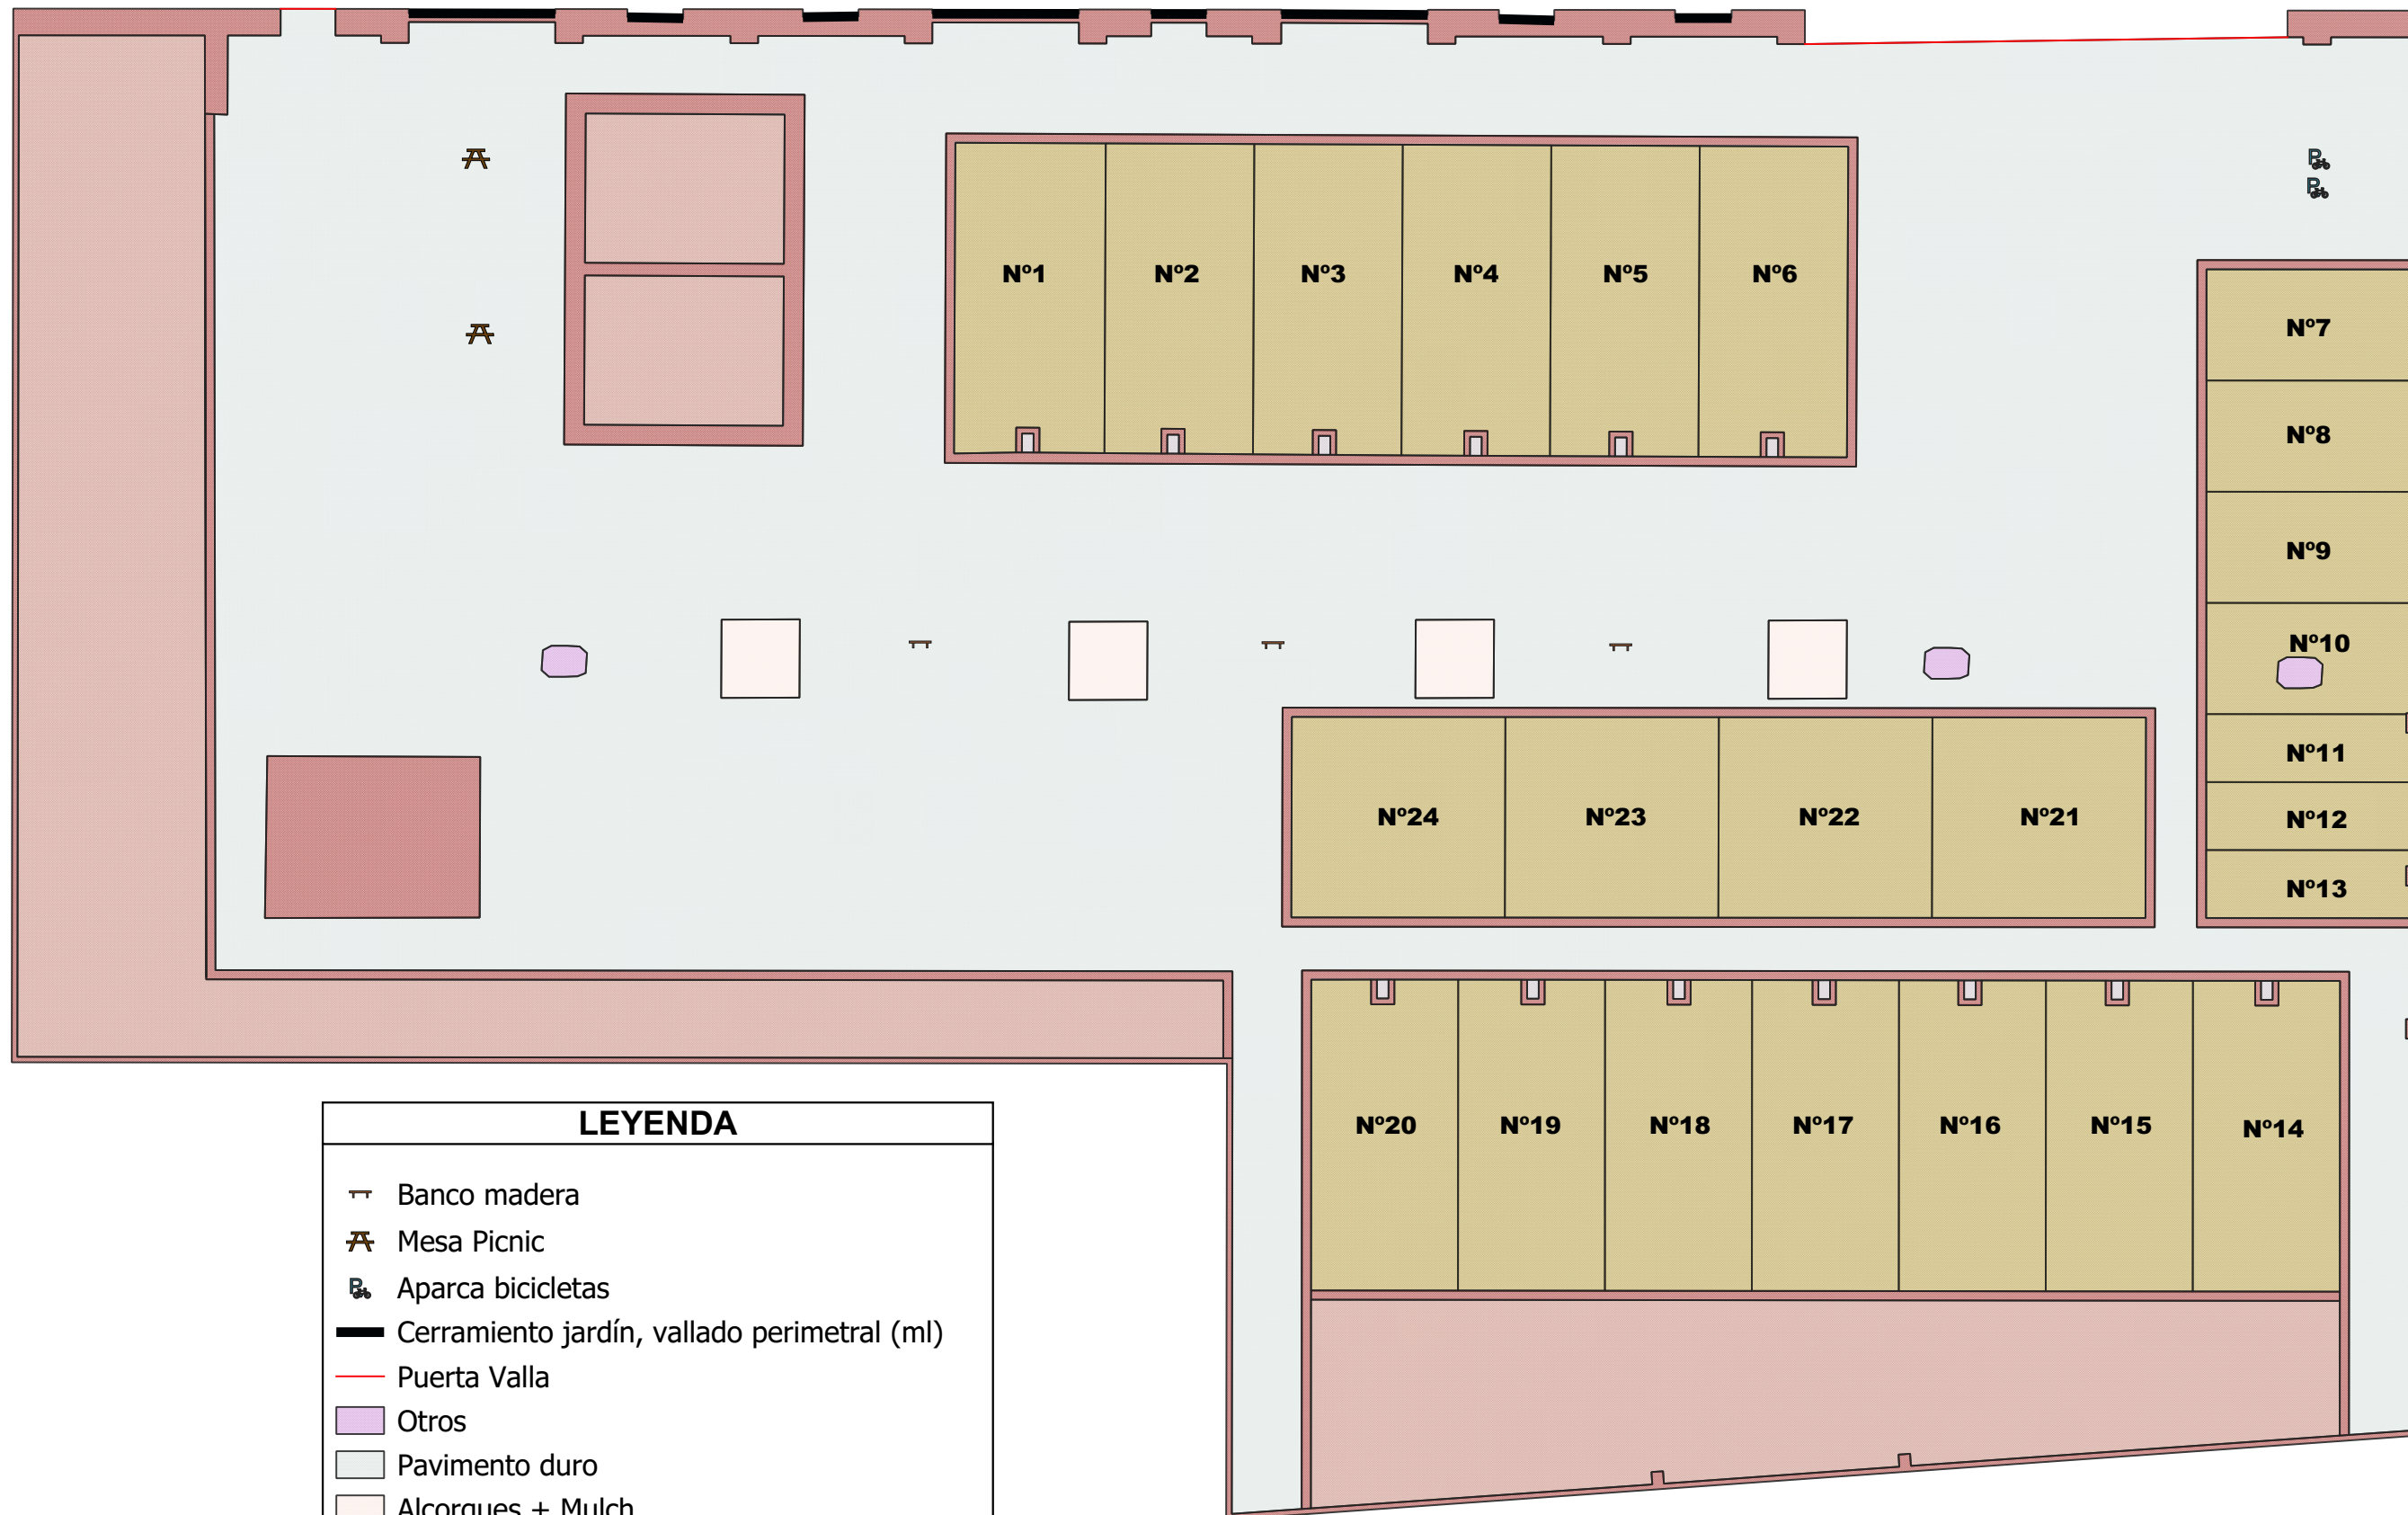 Nº1 Nº2 Nº3 Nº4 Nº5 Nº6
Nº7
Nº8
Nº9
Nº10
Nº11
Nº12
Nº13
Nº24 Nº23 Nº22 Nº21
Nº20 Nº19 Nº18 Nº17 Nº16 Nº15 Nº14
LEYENDA
Banco madera
Mesa Picnic
Aparca bicicletas
Cerramiento jardín, vallado perimetral (ml)
Puerta Valla
Otros
Pavimento duro
Alcorques + Mulch